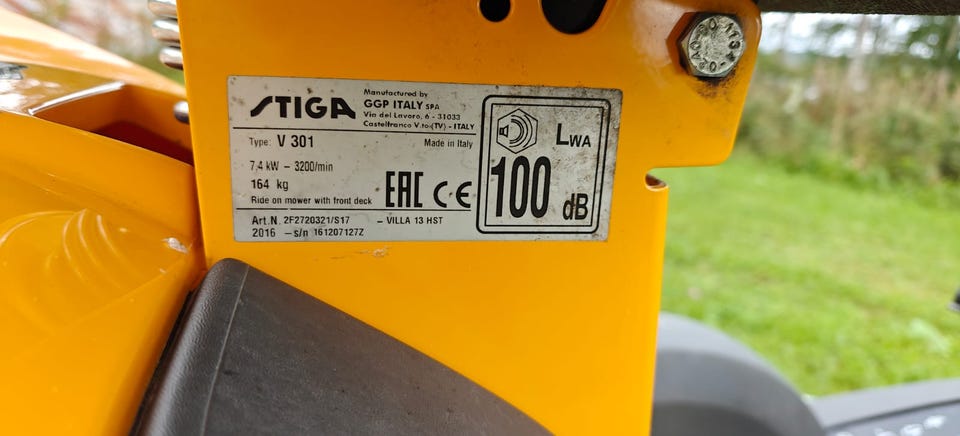 STIGA
Manufactured by
GGP ITALY SPA
Via del Lavoro, 6 - 31033
Castelfranco V.to (TV) - ITALY
Type: V 301
Made in Italy
7,4 kW - 3200/min
164 kg
Ride on mower with front deck
EAC CE
Art.N. 2F2720321/S17 - VILLA 13 HST
2016 - s/n 161207127Z
LWA
100 dB